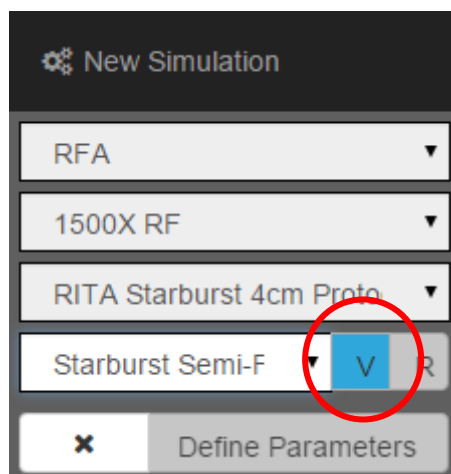 New Simulation
RFA
1500X RF
RITA Starburst 4cm Proto
Starburst Semi-F V R
Define Parameters